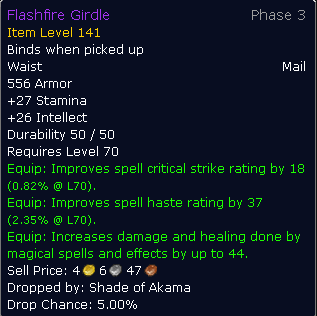 Flashfire Girdle Phase 3
Item Level 141
Binds when picked up
Waist Mail
556 Armor
+27 Stamina
+26 Intellect
Durability 50 / 50
Requires Level 70
Equip: Improves spell critical strike rating by 18
(0.82% @ L70).
Equip: Improves spell haste rating by 37
(2.35% @ L70).
Equip: Increases damage and healing done by
magical spells and effects by up to 44.
Sell Price: 4 6 47
Dropped by: Shade of Akama
Drop Chance: 5.00%